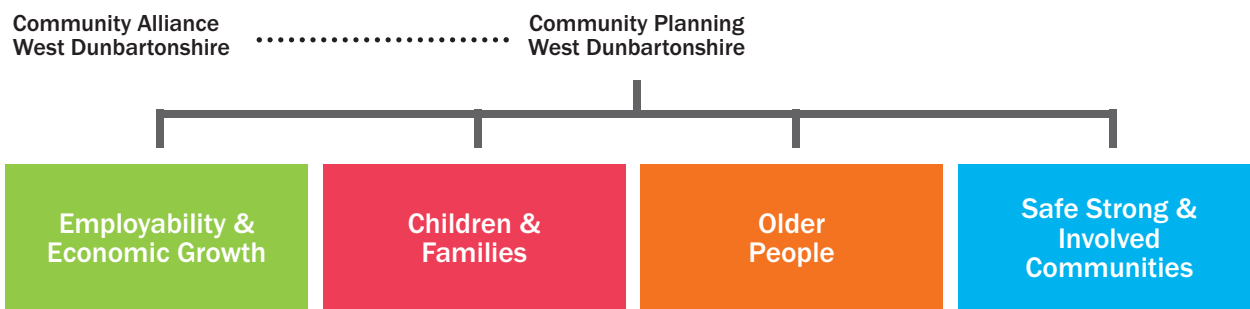 Community Alliance
West Dunbartonshire
Community Planning
West Dunbartonshire
Employability &
Economic Growth
Children &
Families
Older
People
Safe Strong &
Involved
Communities